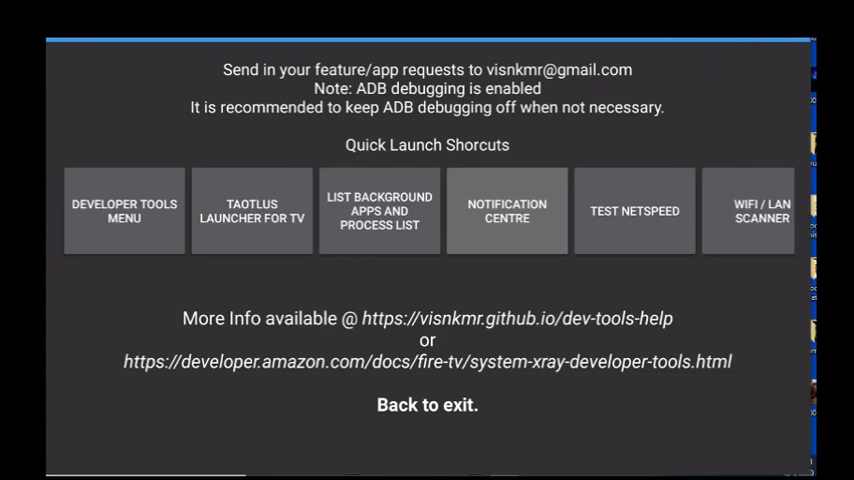 Send in your feature/app requests to visnkmr@gmail.com
Note: ADB debugging is enabled
It is recommended to keep ADB debugging off when not necessary.
Quick Launch Shorcuts
DEVELOPER TOOLS
MENU
TAOTLUS
LAUNCHER FOR TV
LIST BACKGROUND
APPS AND
PROCESS LIST
NOTIFICATION
CENTRE
TEST NETSPEED
WIFI / LAN
SCANNER
More Info available @ https://visnkmr.github.io/dev-tools-help
or
https://developer.amazon.com/docs/fire-tv/system-xray-developer-tools.html
Back to exit.